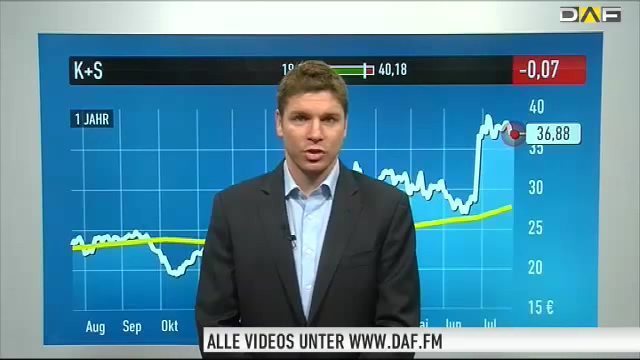 DAF
K+S
40,18
-0,07
1 JAHR
40
36,88
35
30
25
20
15 €
Aug Sep Okt Jun Jul
ALLE VIDEOS UNTER WWW.DAF.FM